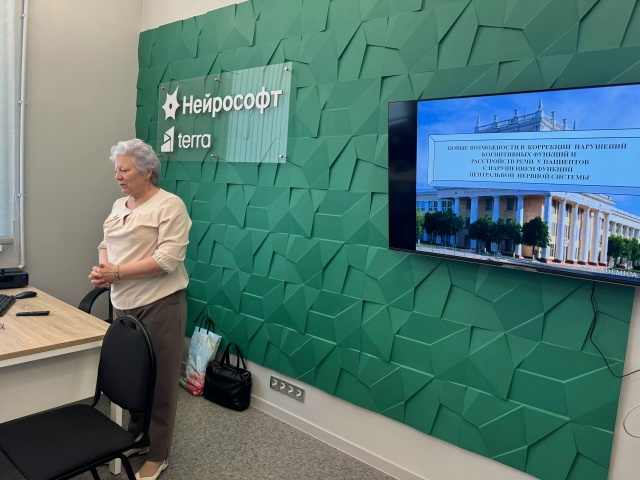 Нейрософт
terra
НОВЫЕ ВОЗМОЖНОСТИ В КОРРЕКЦИИ НАРУШЕНИЙ
КОГНИТИВНЫХ ФУНКЦИЙ И
РАССТРОЙСТВ РЕЧИ У ПАЦИЕНТОВ
С НАРУШЕНИЕМ ФУНКЦИЙ
ЦЕНТРАЛЬНОЙ НЕРВНОЙ СИСТЕМЫ